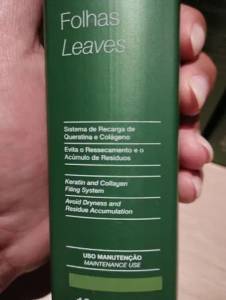 Folhas
Leaves
Sistema de Recarga de
Queratina e Colágeno
Evita o Ressecamento e o
Acúmulo de Resíduos
Keratin and Collagen
Filing System
Avoid Dryness and
Residue Accumulation
USO MANUTENÇÃO
MAINTENANCE USE